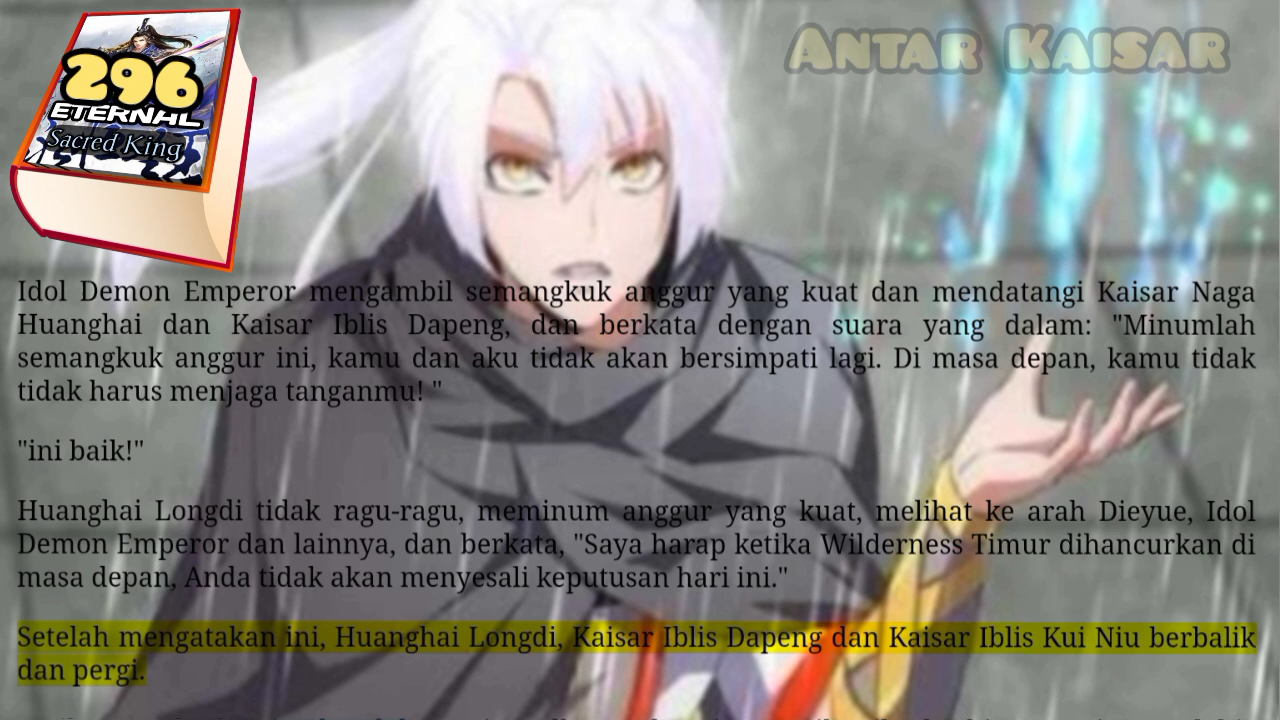 296
ETERNAL
Sacred King
ANTAR KAISAR
Idol Demon Emperor mengambil semangkuk anggur yang kuat dan mendatangi Kaisar Naga
Huanghai dan Kaisar Iblis Dapeng, dan berkata dengan suara yang dalam: "Minumlah
semangkuk anggur ini, kamu dan aku tidak akan bersimpati lagi. Di masa depan, kamu tidak
tidak harus menjaga tanganmu! "
"ini baik!"
Huanghai Longdi tidak ragu-ragu, meminum anggur yang kuat, melihat ke arah Dieyue, Idol
Demon Emperor dan lainnya, dan berkata, "Saya harap ketika Wilderness Timur dihancurkan di
masa depan, Anda tidak akan menyesali keputusan hari ini."
Setelah mengatakan ini, Huanghai Longdi, Kaisar Iblis Dapeng dan Kaisar Iblis Kui Niu berbalik
dan pergi.